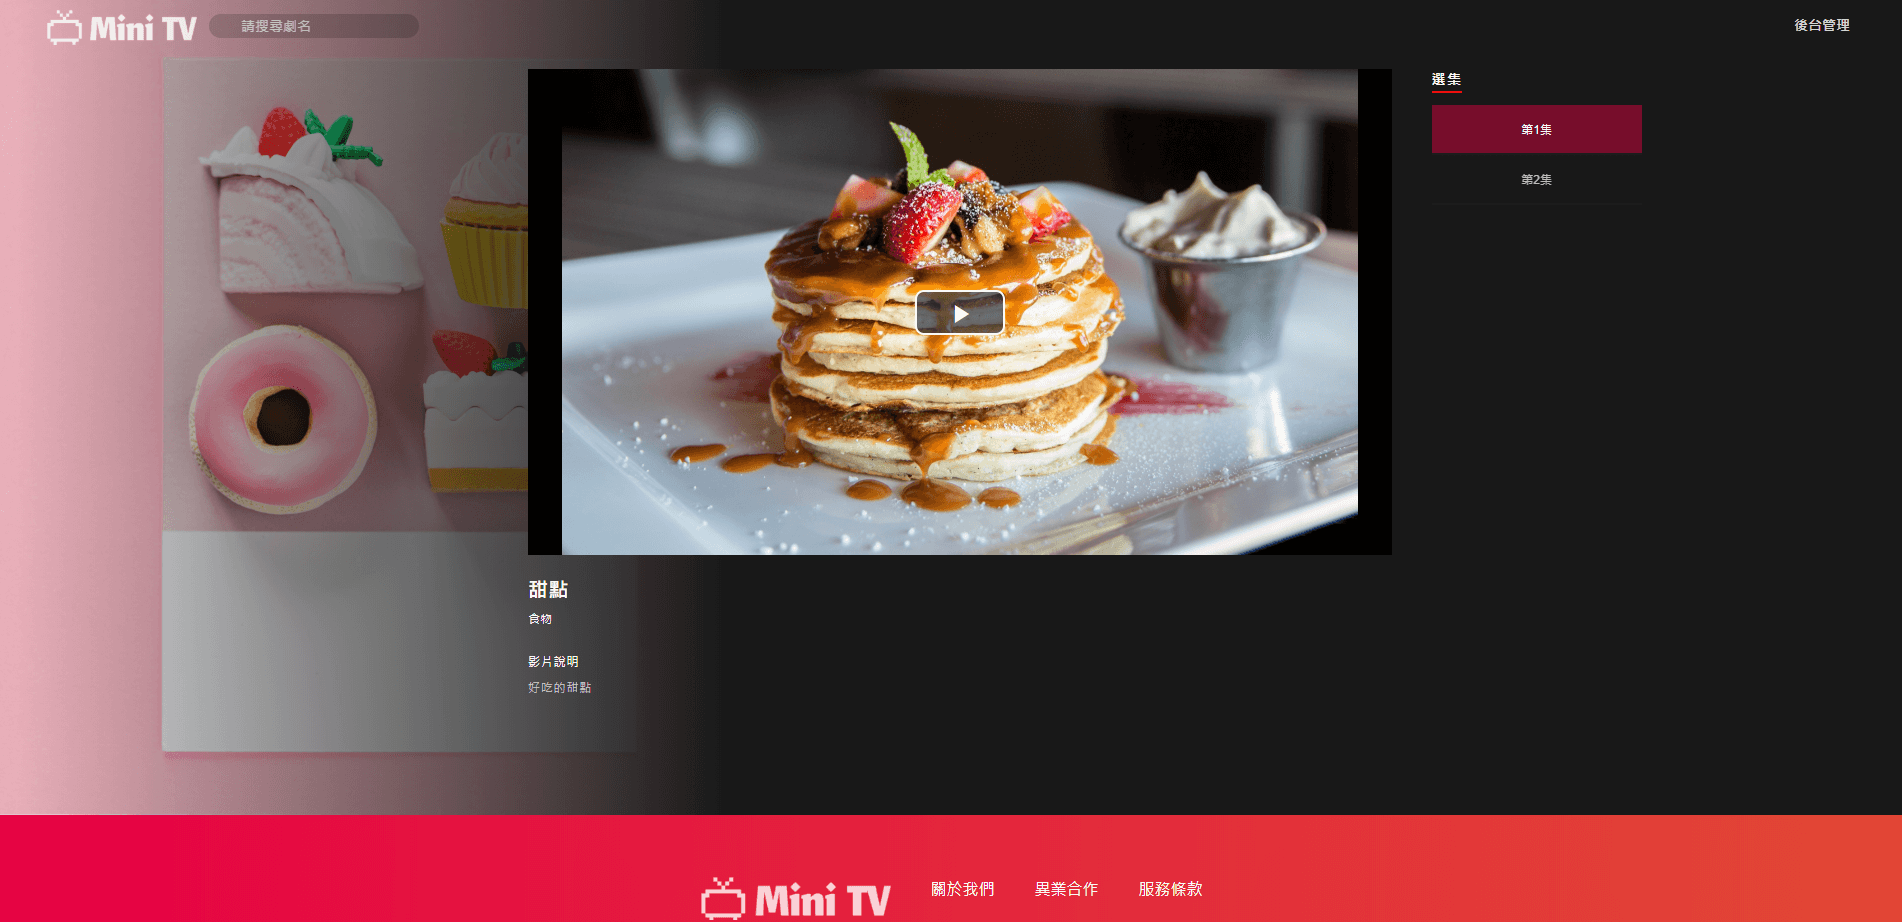 Mini TV
請搜尋劇名
後台管理
選集
第1集
第2集
甜點
食物
影片說明
好吃的甜點
Mini TV
關於我們
異業合作
服務條款